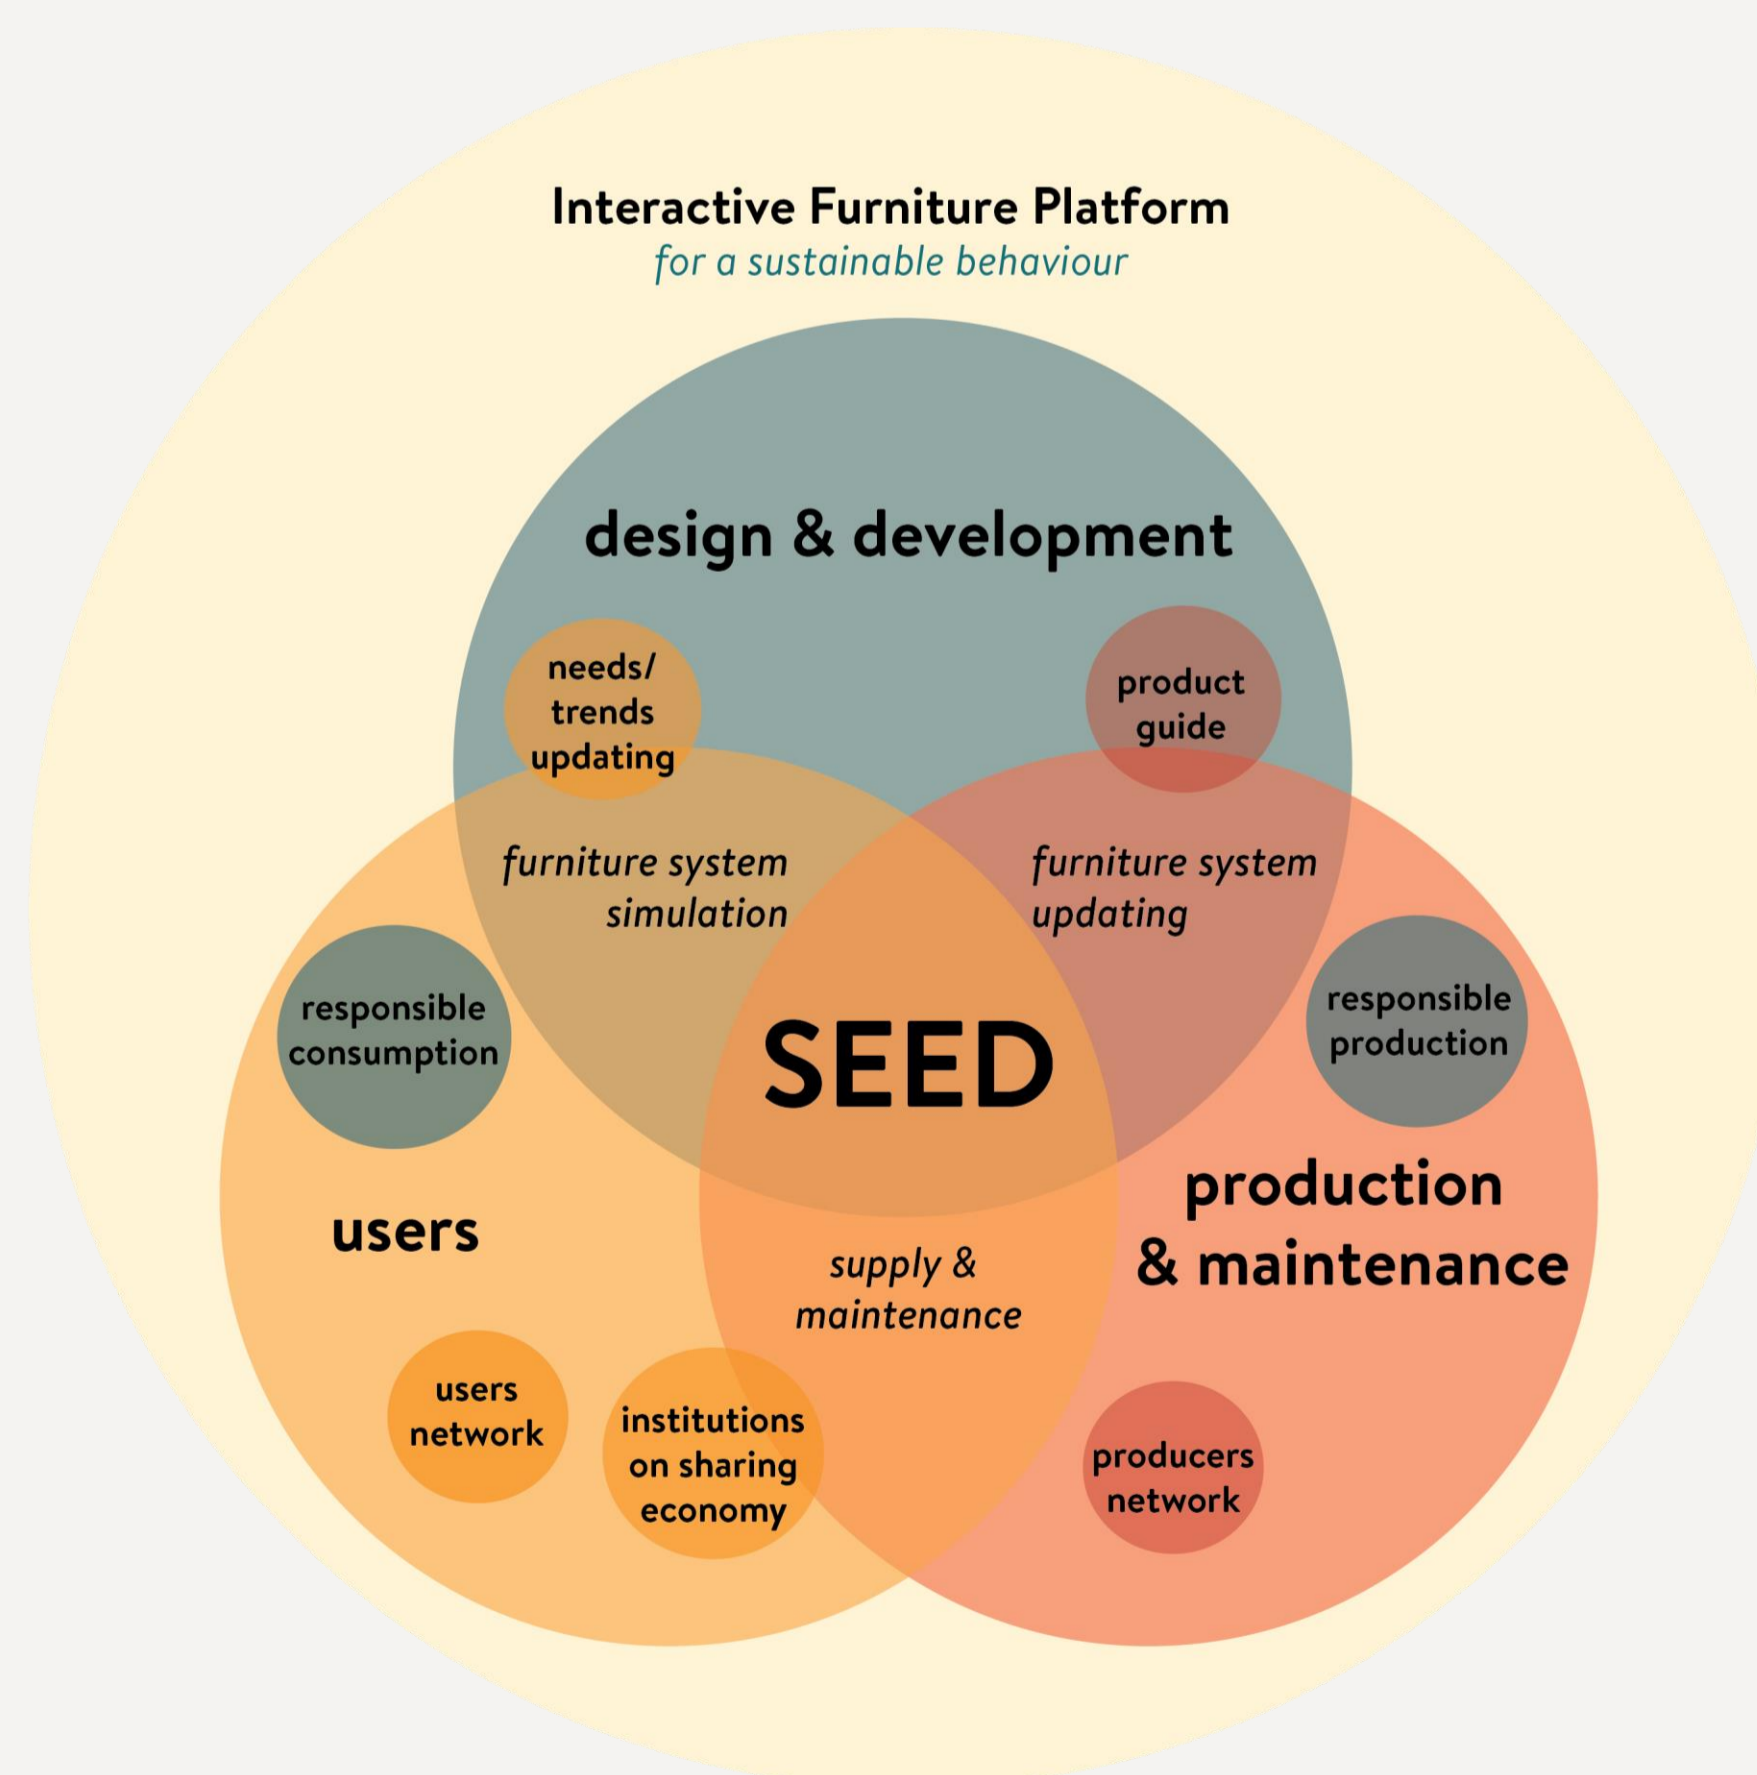 Interactive Furniture Platform
for a sustainable behaviour
design & development
needs/
trends
updating
product
guide
furniture system
simulation
furniture system
updating
responsible
consumption
SEED
responsible
production
users
production
& maintenance
supply &
maintenance
users
network
institutions
on sharing
economy
producers
network